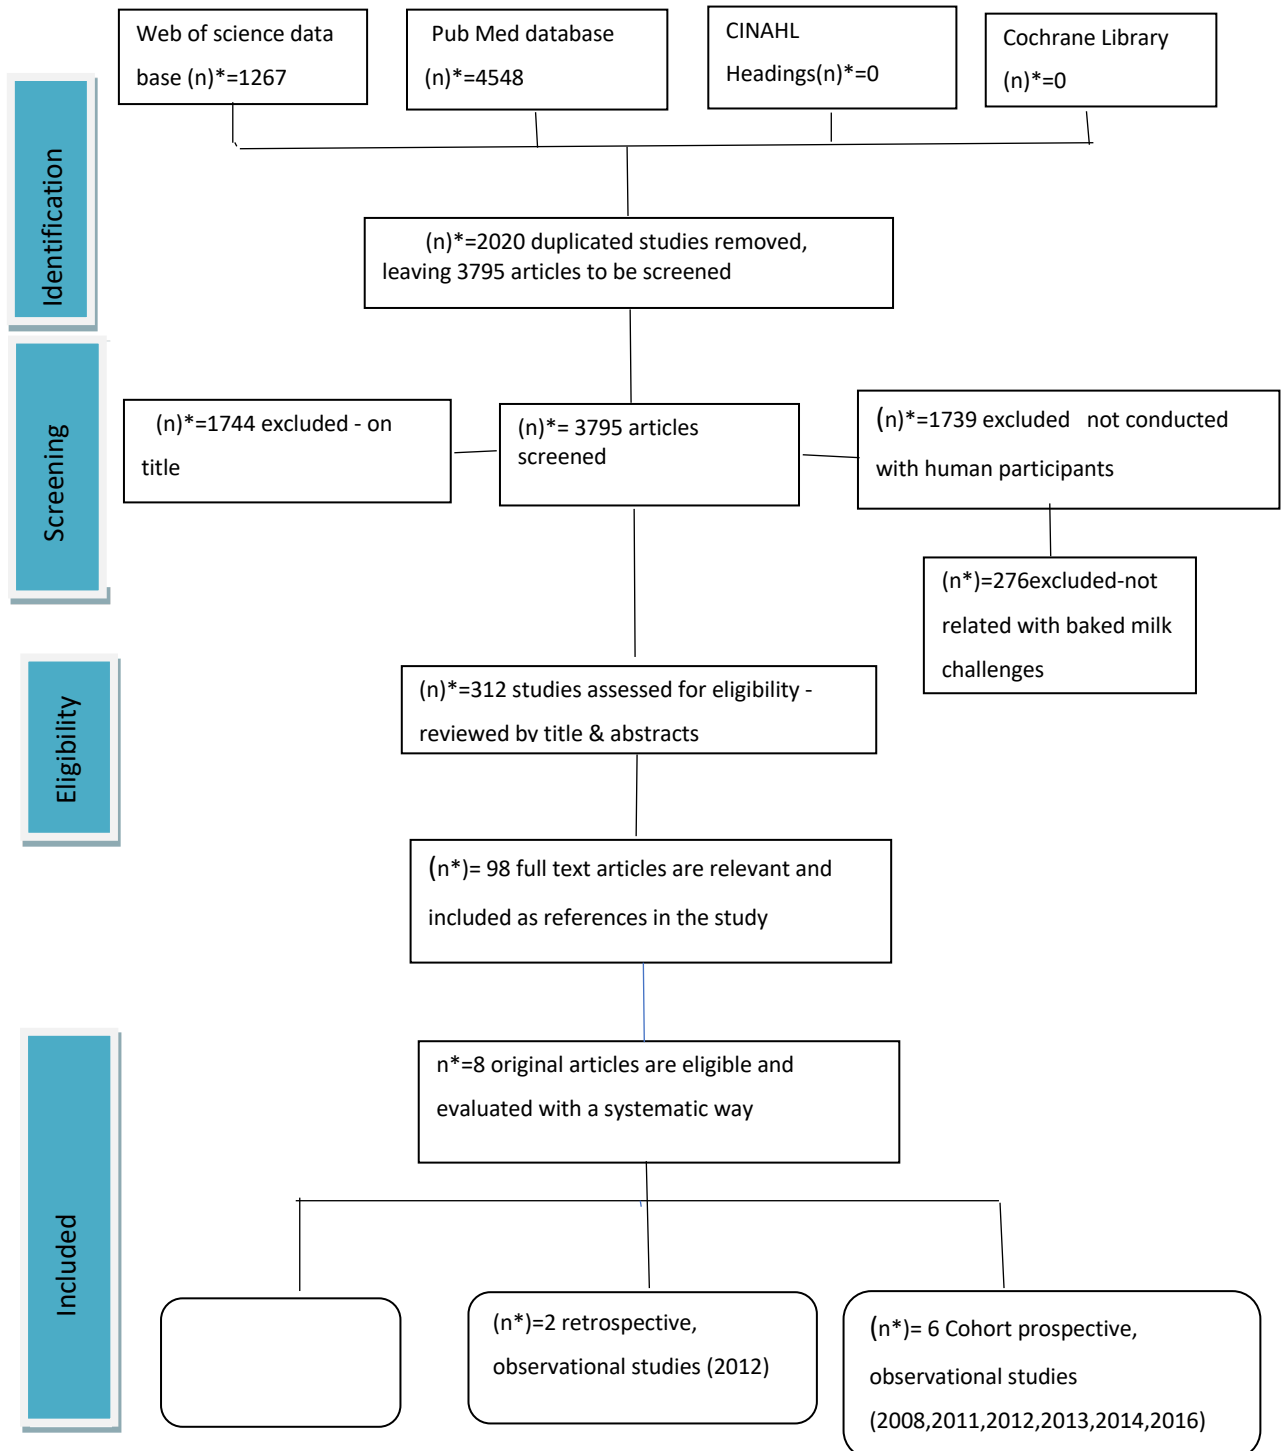 Web of science data
base (n)*=1267
Pub Med database
(n)*=4548
CINAHL
Headings(n)*=0
Cochrane Library
(n)*=0
Identification
(n)*=2020 duplicated studies removed,
leaving 3795 articles to be screened
Screening
(n)*=1744 excluded - on
title
(n)*= 3795 articles
screened
(n)*=1739 excluded   not conducted
with human participants
(n*)=276excluded-not
related with baked milk
challenges
Eligibility
(n)*=312 studies assessed for eligibility -
reviewed by title & abstracts
(n*)= 98 full text articles are relevant and
included as references in the study
Included
n*=8 original articles are eligible and
evaluated with a systematic way
(n*)=2 retrospective,
observational studies (2012)
(n*)= 6 Cohort prospective,
observational studies
(2008,2011,2012,2013,2014,2016)